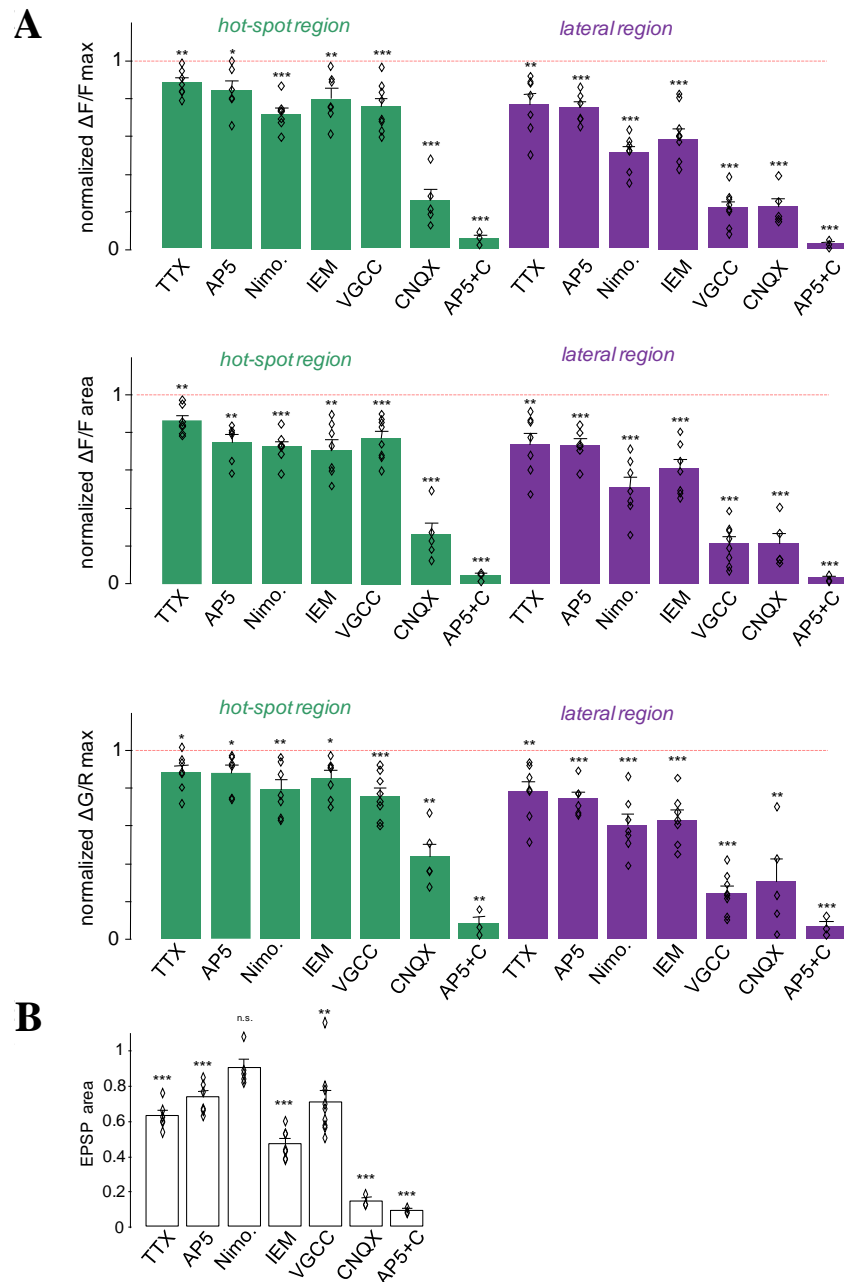 A
hot-spot region lateral region
normalized ΔF/F max
1
** * *** ** *** *** *** ** *** *** *** *** *** ***
0
TTX AP5 Nimo. IEM VGCC CNQX AP5+C TTX AP5 Nimo. IEM VGCC CNQX AP5+C
hot-spot region lateral region
normalized ΔF/F area
1
** ** *** ** *** *** *** ** *** *** *** *** *** ***
0
TTX AP5 Nimo. IEM VGCC CNQX AP5+C TTX AP5 Nimo. IEM VGCC CNQX AP5+C
hot-spot region lateral region
normalized ΔG/R max
1
* * ** * *** ** ** ** *** *** *** *** ** ***
0
TTX AP5 Nimo. IEM VGCC CNQX AP5+C TTX AP5 Nimo. IEM VGCC CNQX AP5+C
B
EPSP area
*** *** n.s. *** ** *** ***
1
0.8
0.6
0.4
0.2
0
TTX AP5 Nimo. IEM VGCC CNQX AP5+C